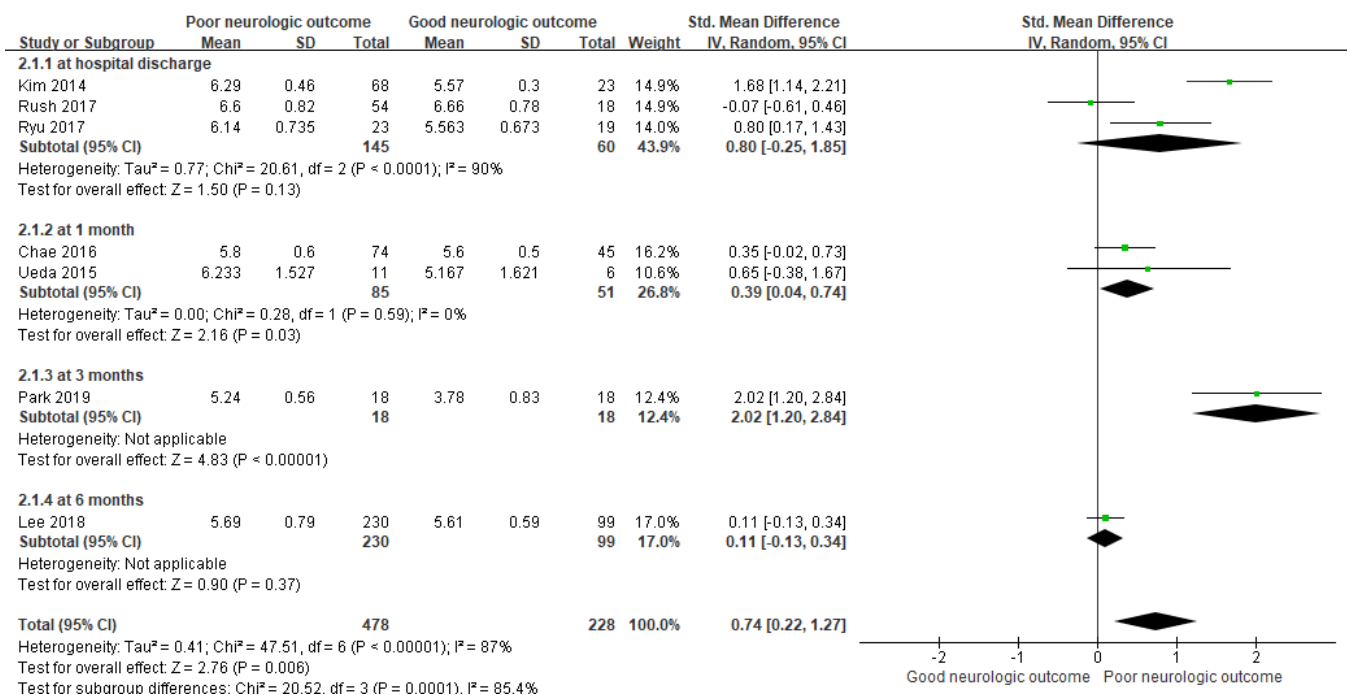 Poor neurologic outcome Good neurologic outcome Std. Mean Difference Std. Mean Difference
Study or Subgroup Mean SD Total Mean SD Total Weight IV, Random, 95% CI IV, Random, 95% CI
2.1.1 at hospital discharge
Kim 2014 6.29 0.46 68 5.57 0.3 23 14.9% 1.68 [1.14, 2.21]
Rush 2017 6.6 0.82 54 6.66 0.78 18 14.9% -0.07 [-0.61, 0.46]
Ryu 2017 6.14 0.735 23 5.563 0.673 19 14.0% 0.80 [0.17, 1.43]
Subtotal (95% CI) 145 60 43.9% 0.80 [-0.25, 1.85]
Heterogeneity: Tau² = 0.77; Chi² = 20.61, df = 2 (P < 0.0001); I² = 90%
Test for overall effect: Z = 1.50 (P = 0.13)
2.1.2 at 1 month
Chae 2016 5.8 0.6 74 5.6 0.5 45 16.2% 0.35 [-0.02, 0.73]
Ueda 2015 6.233 1.527 11 5.167 1.621 6 10.6% 0.65 [-0.38, 1.67]
Subtotal (95% CI) 85 51 26.8% 0.39 [0.04, 0.74]
Heterogeneity: Tau² = 0.00; Chi² = 0.28, df = 1 (P = 0.59); I² = 0%
Test for overall effect: Z = 2.16 (P = 0.03)
2.1.3 at 3 months
Park 2019 5.24 0.56 18 3.78 0.83 18 12.4% 2.02 [1.20, 2.84]
Subtotal (95% CI) 18 18 12.4% 2.02 [1.20, 2.84]
Heterogeneity: Not applicable
Test for overall effect: Z = 4.83 (P < 0.00001)
2.1.4 at 6 months
Lee 2018 5.69 0.79 230 5.61 0.59 99 17.0% 0.11 [-0.13, 0.34]
Subtotal (95% CI) 230 99 17.0% 0.11 [-0.13, 0.34]
Heterogeneity: Not applicable
Test for overall effect: Z = 0.90 (P = 0.37)
Total (95% CI) 478 228 100.0% 0.74 [0.22, 1.27]
Heterogeneity: Tau² = 0.41; Chi² = 47.51, df = 6 (P < 0.00001); I² = 87%
Test for overall effect: Z = 2.76 (P = 0.006)
Test for subgroup differences: Chi² = 20.52, df = 3 (P = 0.0001), I² = 85.4%
-2 -1 0 1 2
Good neurologic outcome Poor neurologic outcome